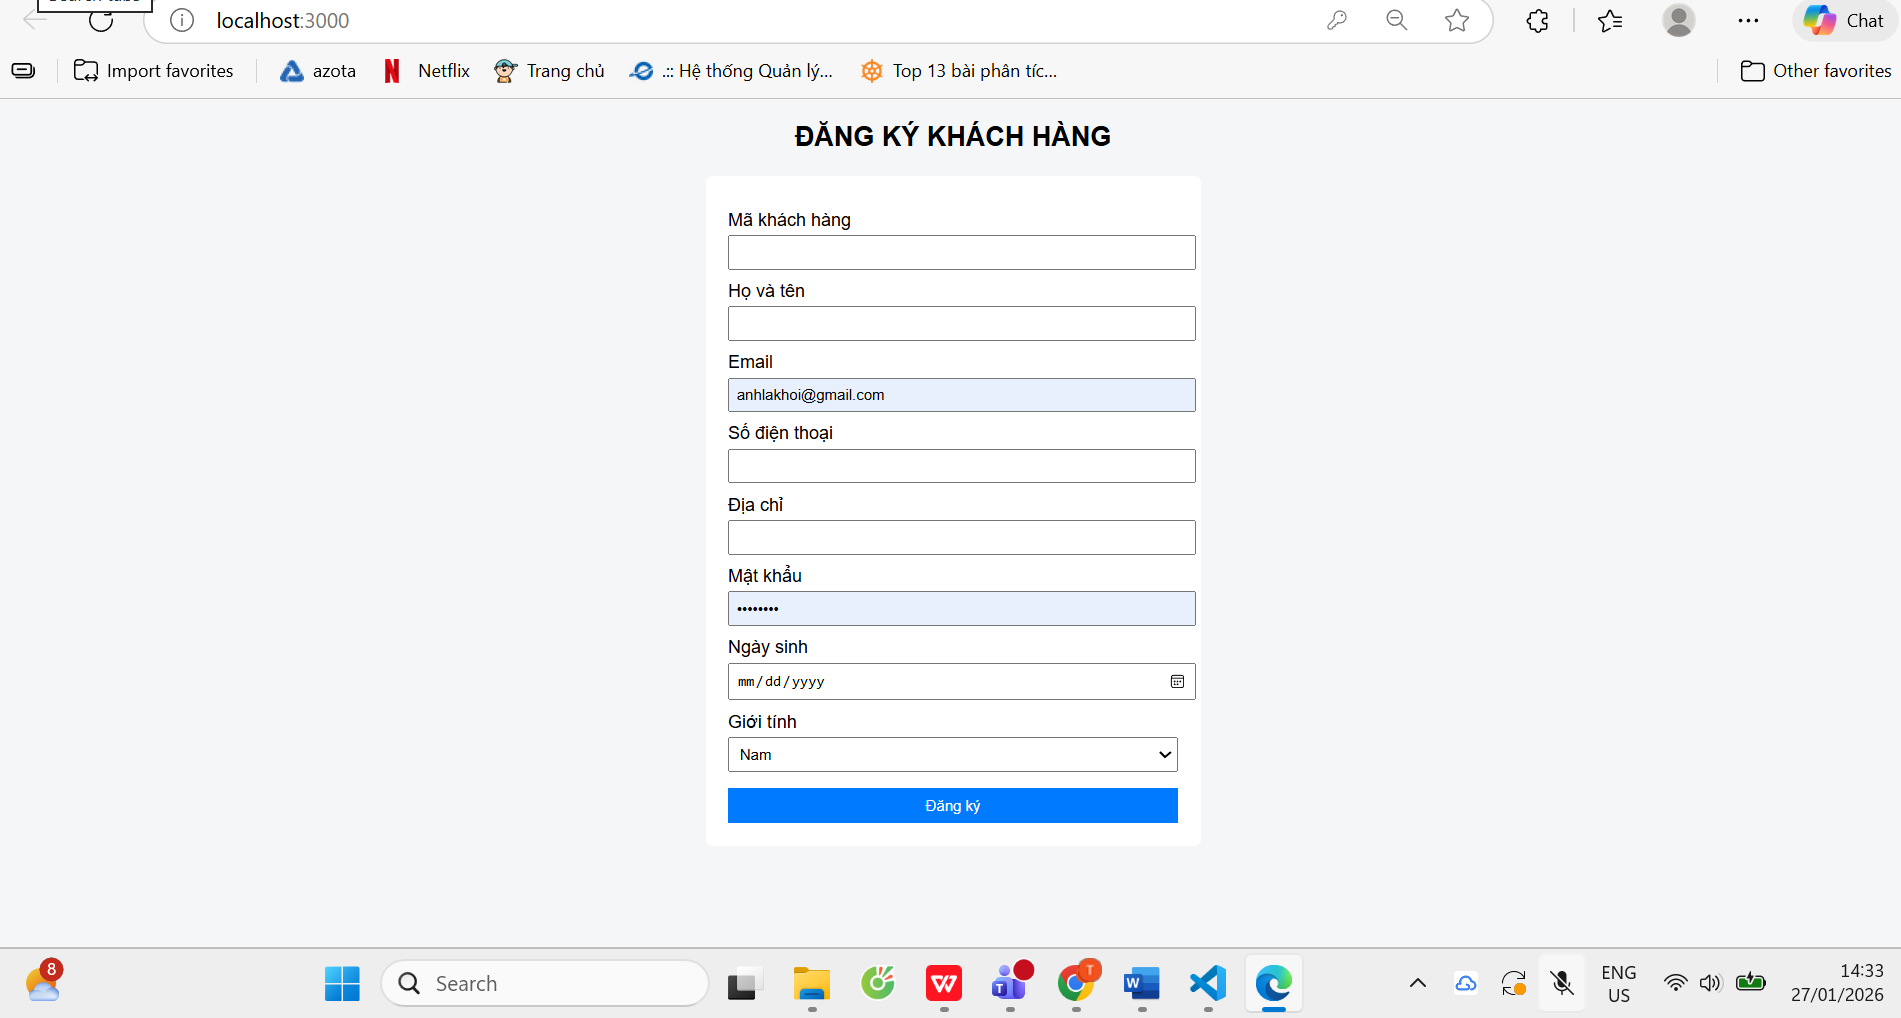 localhost:3000
Chat
Import favorites
azota
Netflix
Trang chủ
.:: Hệ thống Quản lý...
Top 13 bài phân tíc...
Other favorites
ĐĂNG KÝ KHÁCH HÀNG
Mã khách hàng
Họ và tên
Email
anhlakhoi@gmail.com
Số điện thoại
Địa chỉ
Mật khẩu
••••••••
Ngày sinh
mm/dd/yyyy
Giới tính
Nam
Đăng ký
8
Search
T
T
W
ENG
US
14:33
27/01/2026